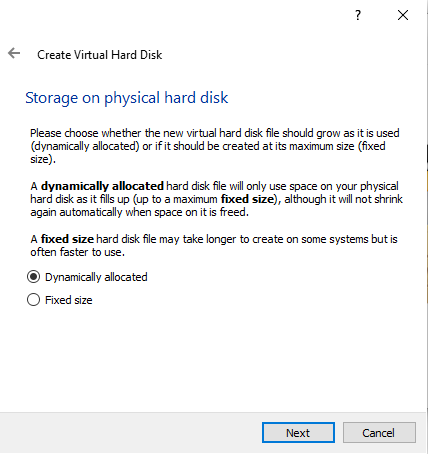 ?
Create Virtual Hard Disk
Storage on physical hard disk
Please choose whether the new virtual hard disk file should grow as it is used
(dynamically allocated) or if it should be created at its maximum size (fixed
size).
A dynamically allocated hard disk file will only use space on your physical
hard disk as it fills up (up to a maximum fixed size), although it will not shrink
again automatically when space on it is freed.
A fixed size hard disk file may take longer to create on some systems but is
often faster to use.
Dynamically allocated
Fixed size
Next Cancel